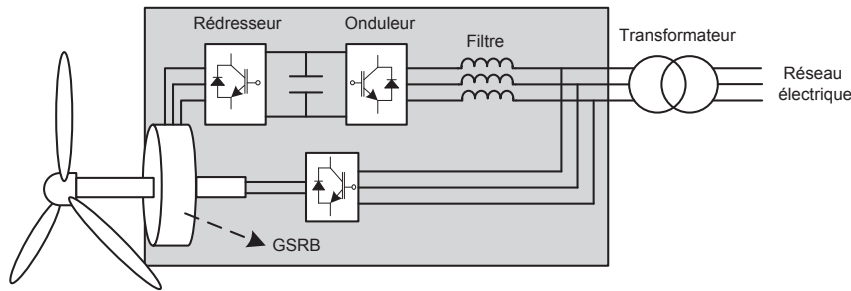 Rédresseur
Onduleur
Filtre
Transformateur
Réseau
électrique
GSRB